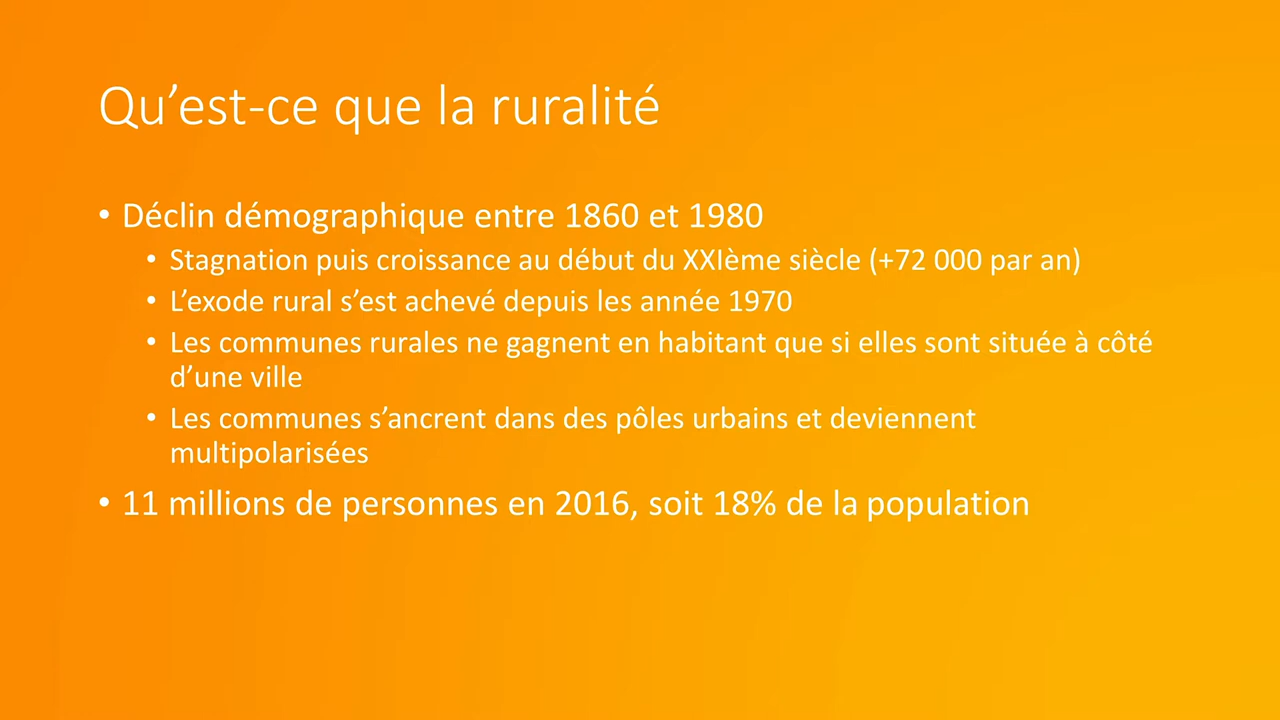 Qu’est-ce que la ruralité
• Déclin démographique entre 1860 et 1980
• Stagnation puis croissance au début du XXIème siècle (+72 000 par an)
• L’exode rural s’est achevé depuis les année 1970
• Les communes rurales ne gagnent en habitant que si elles sont située à côté
d’une ville
• Les communes s’ancrent dans des pôles urbains et deviennent
multipolarisées
• 11 millions de personnes en 2016, soit 18% de la population